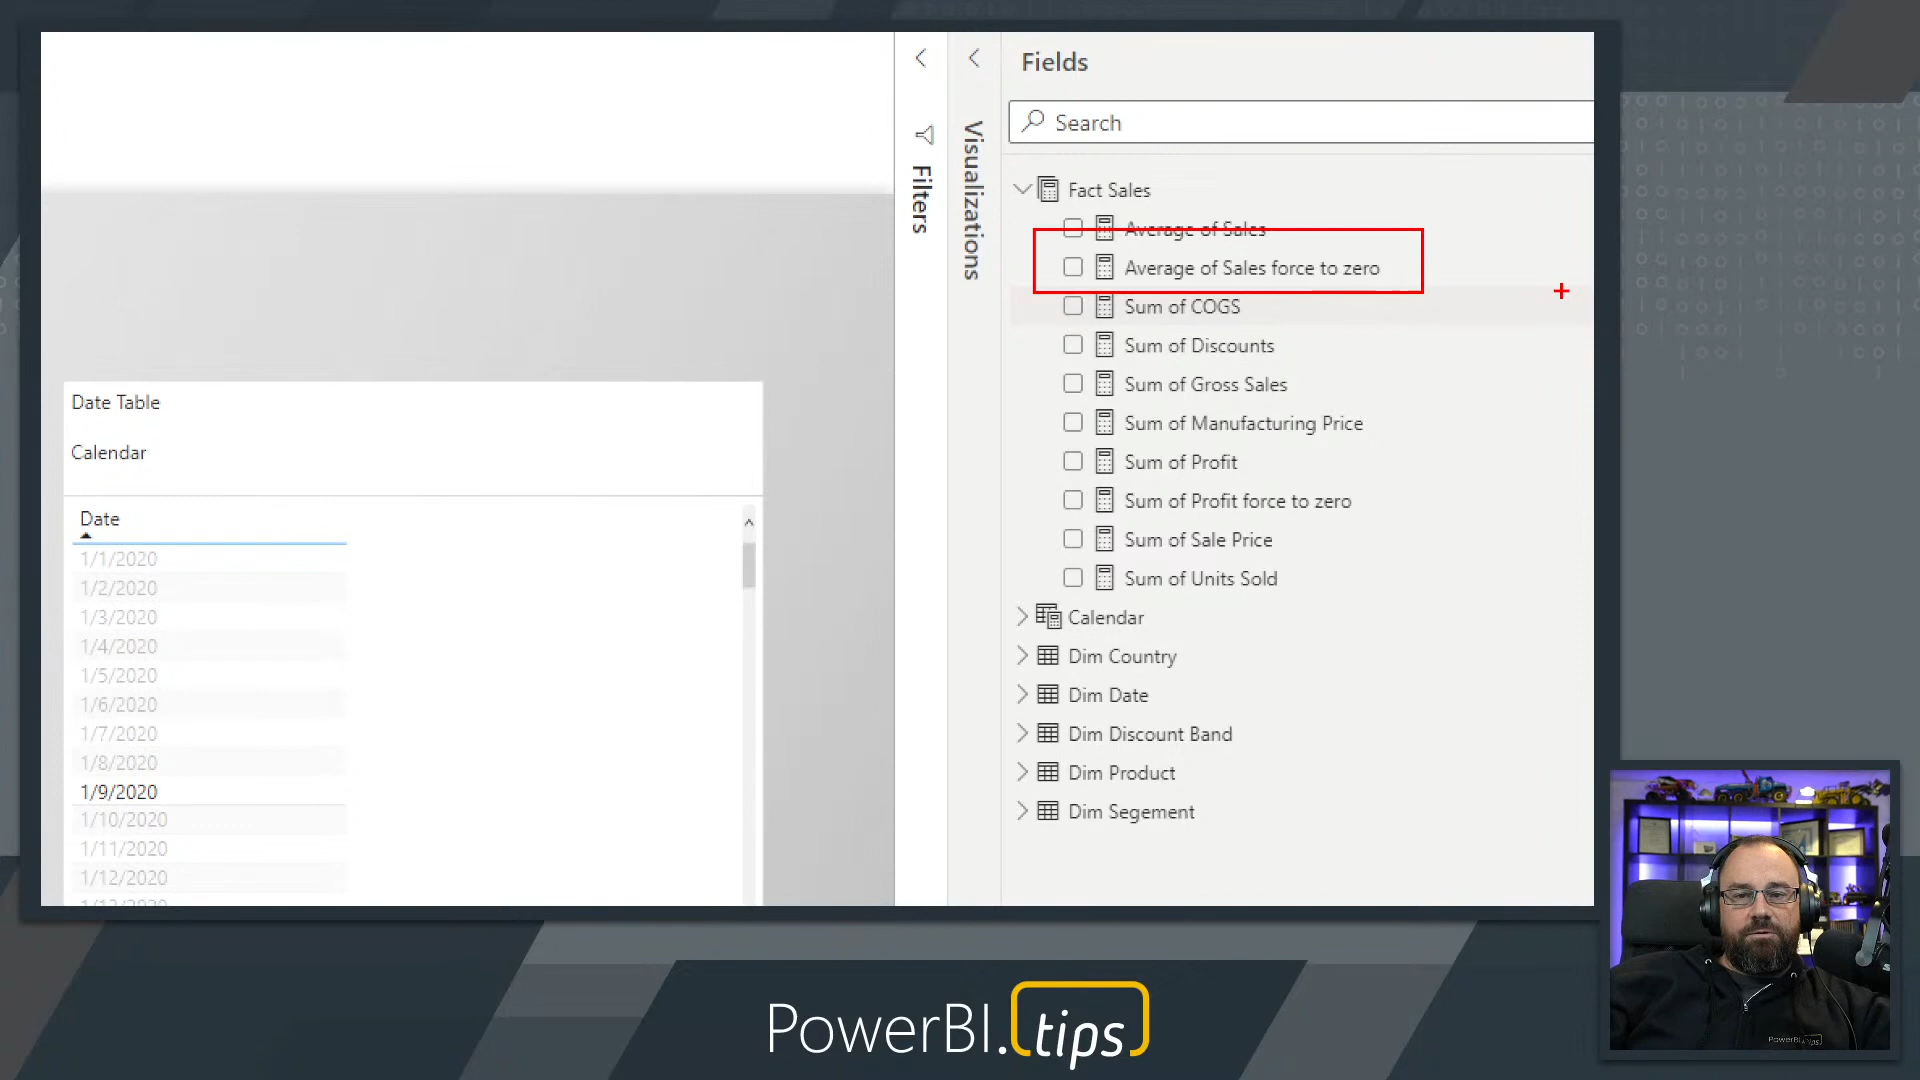 Fields
Search
Filters
Visualizations
Fact Sales
Average of Sales
Average of Sales force to zero
Sum of COGS
Sum of Discounts
Sum of Gross Sales
Sum of Manufacturing Price
Sum of Profit
Sum of Profit force to zero
Sum of Sale Price
Sum of Units Sold
Calendar
Dim Country
Dim Date
Dim Discount Band
Dim Product
Dim Segement
Date Table
Calendar
Date
1/1/2020
1/2/2020
1/3/2020
1/4/2020
1/5/2020
1/6/2020
1/7/2020
1/8/2020
1/9/2020
1/10/2020
1/11/2020
1/12/2020
PowerBI.tips
PowerBI.tips